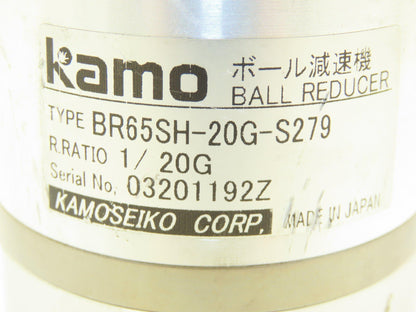 kamo ボール減速機
BALL REDUCER
TYPE BR65SH-20G-S279
R.RATIO 1/ 20G
Serial No, 03201192Z
KAMOSEIKO CORP. MADE IN JAPAN